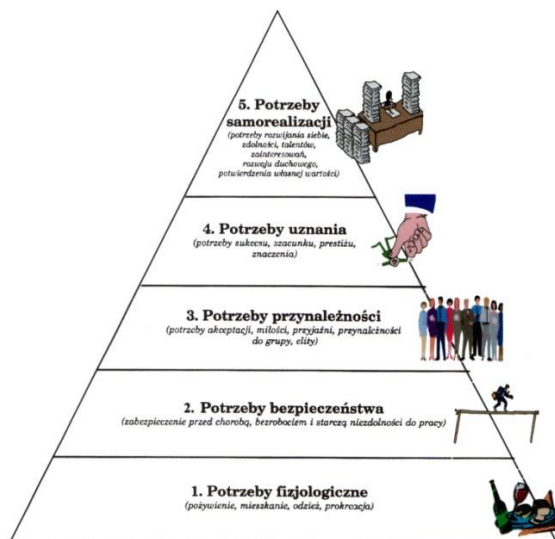 5. Potrzeby
samorealizacji
(potrzeby rozwijania siebie,
zdolności, talentów,
zainteresowań,
rozwoju duchowego,
potwierdzenia własnej wartości)
4. Potrzeby uznania
(potrzeby sukcesu, szacunku, prestiżu,
znaczenia)
3. Potrzeby przynależności
(potrzeby akceptacji, miłości, przyjaźni, przynależności
do grupy, elity)
2. Potrzeby bezpieczeństwa
(zabezpieczenie przed chorobą, bezrobociem i starczą niezdolności do pracy)
1. Potrzeby fizjologiczne
(pożywienie, mieszkanie, odzież, prokreacja)